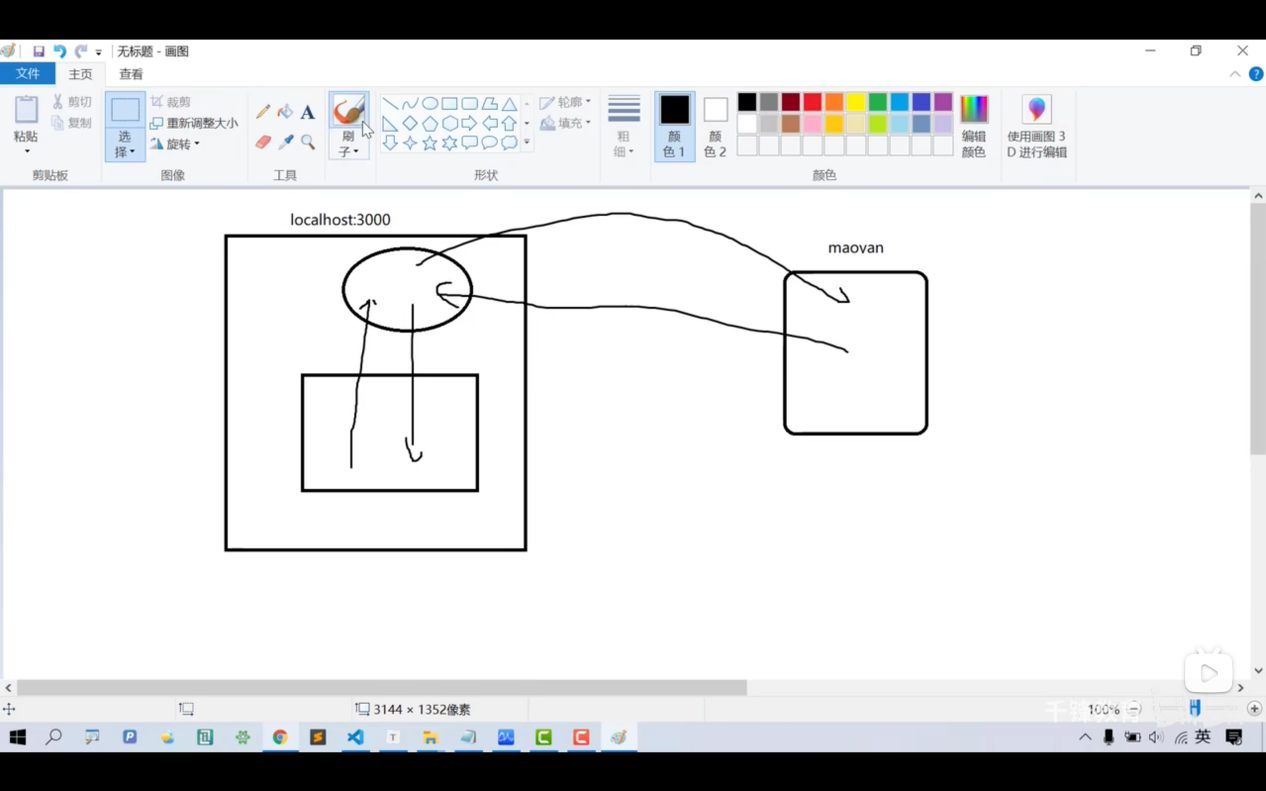 无标题 - 画图
文件 主页 查看
粘贴
剪切
复制
剪贴板
选择
裁剪
重新调整大小
旋转
图像
A
工具
刷子
轮廓
填充
形状
粗细
颜色 1
颜色 2
颜色
编辑颜色
使用画图 3D 进行编辑
localhost:3000
maovan
3144 × 1352像素
100%
英